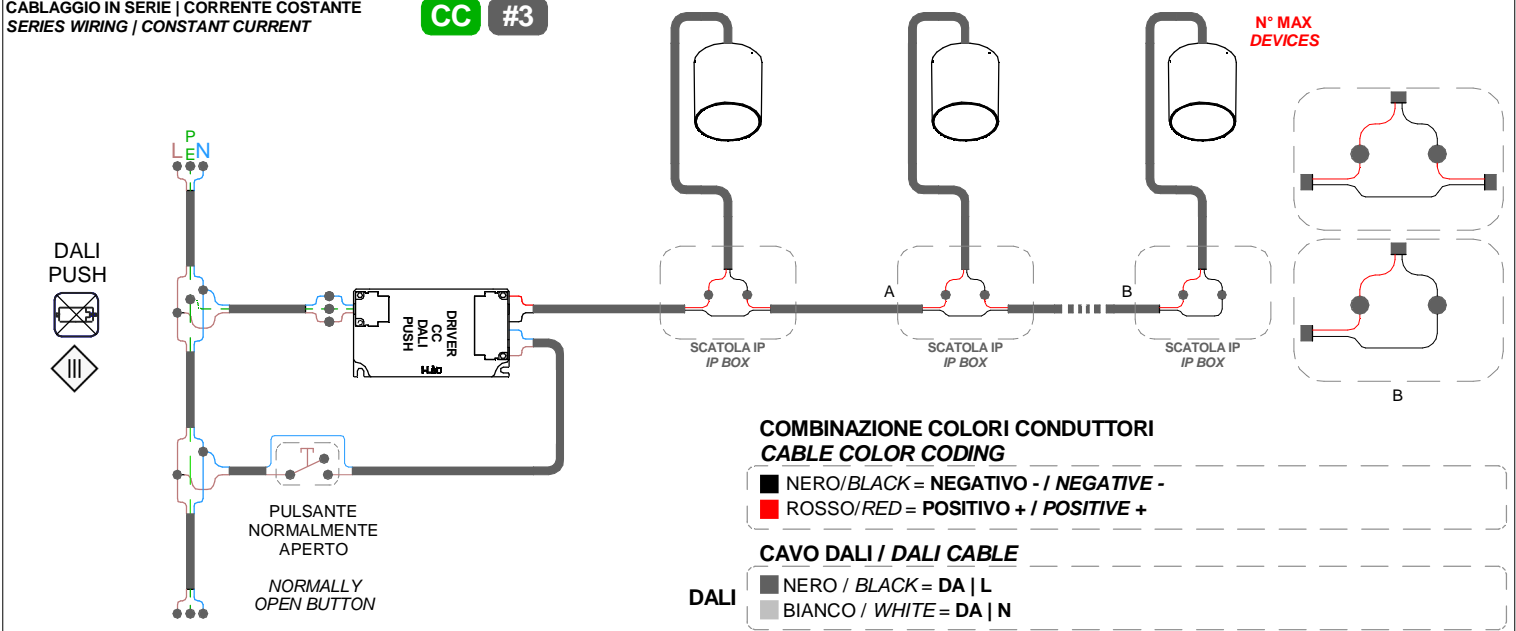 CABLAGGIO IN SERIE | CORRENTE COSTANTE
SERIES WIRING | CONSTANT CURRENT
CC
#3
N° MAX
DEVICES
L
PE
N
DALI
PUSH
DRIVER
CC
DALI
PUSH
A
B
SCATOLA IP
IP BOX
SCATOLA IP
IP BOX
SCATOLA IP
IP BOX
B
PULSANTE
NORMALMENTE
APERTO
NORMALLY
OPEN BUTTON
COMBINAZIONE COLORI CONDUTTORI
CABLE COLOR CODING
NERO/BLACK = NEGATIVO - / NEGATIVE -
ROSSO/RED = POSITIVO + / POSITIVE +
CAVO DALI / DALI CABLE
DALI
NERO / BLACK = DA | L
BIANCO / WHITE = DA | N